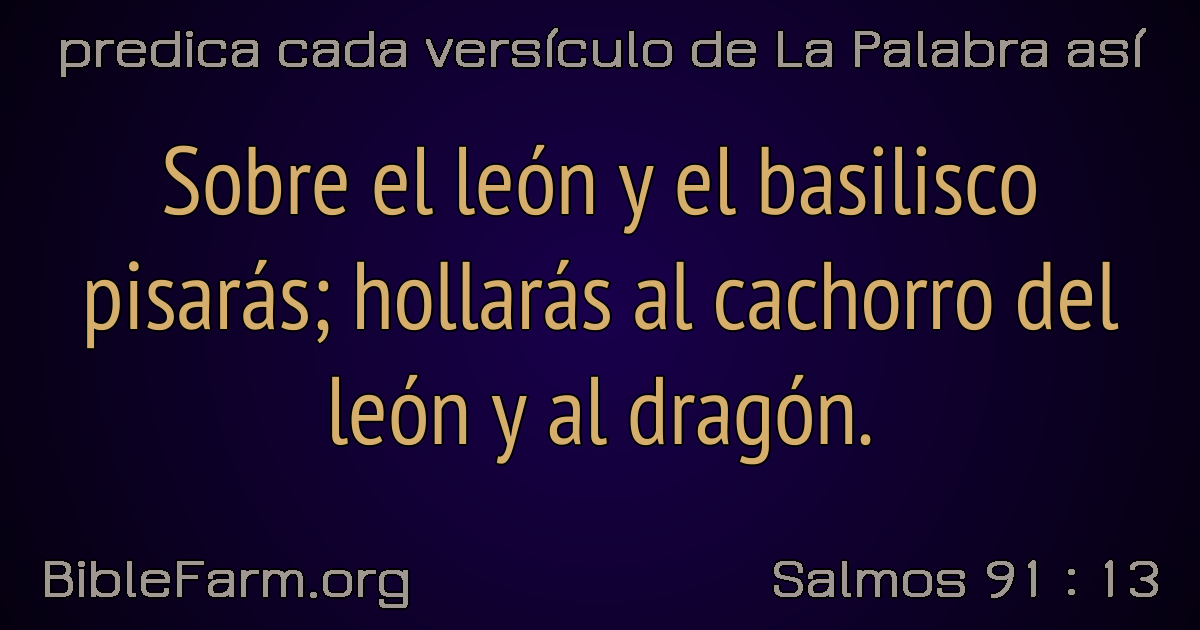 predica cada versículo de La Palabra así
Sobre el león y el basilisco
pisarás; hollarás al cachorro del
león y al dragón.
BibleFarm.org
Salmos 91 : 13